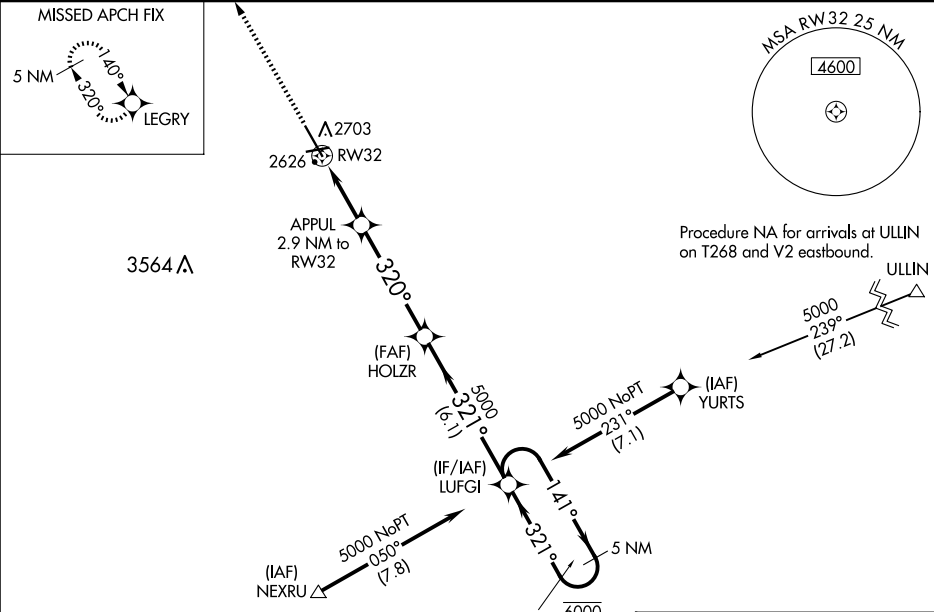 MISSED APCH FIX
5 NM
140°
320°
LEGRY
MSA RW32 25 NM
4600
2703
2626
RW32
APPUL
2.9 NM to
RW32
3564
320°
Procedure NA for arrivals at ULLIN
on T268 and V2 eastbound.
ULLIN
5000
239°
(27.2)
(FAF)
HOLZR
5000
321°
(6.1)
(IAF)
YURTS
5000 NoPT
231°
(7.1)
(IF/IAF)
LUFGI
141°
321°
5 NM
5000 NoPT
050°
(7.8)
(IAF)
NEXRU
6000